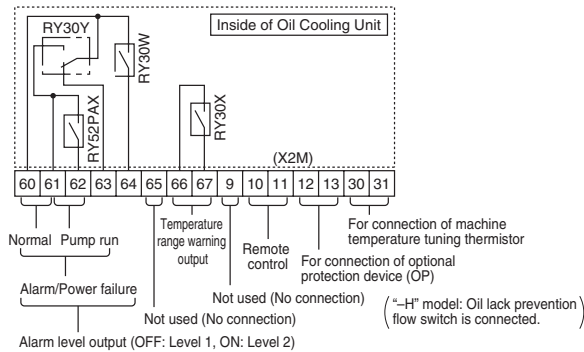 Inside of Oil Cooling Unit
RY30Y
RY30W
RY52PAX
RY30X
(X2M)
60 61 62 63 64 65 66 67 9 10 11 12 13 30 31
Normal Pump run
Alarm/Power failure
Alarm level output (OFF: Level 1, ON: Level 2)
Not used (No connection)
Temperature
range warning
output
Not used (No connection)
Remote
control
For connection of optional
protection device (OP)
For connection of machine
temperature tuning thermistor
("–H" model: Oil lack prevention
flow switch is connected.)